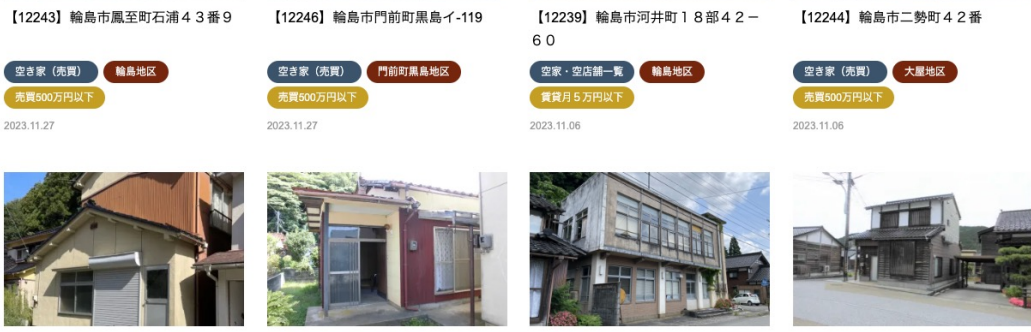 【12243】輪島市鳳至町石浦４３番９
空き家（売買）
輪島地区
売買500万円以下
2023.11.27
【12246】輪島市門前町黒島イ-119
空き家（売買）
門前町黒島地区
売買500万円以下
2023.11.27
【12239】輪島市河井町１８部４２－
６０
空家・空店舗一覧
輪島地区
賃貸月５万円以下
2023.11.06
【12244】輪島市二勢町４２番
空き家（売買）
大屋地区
売買500万円以下
2023.11.06